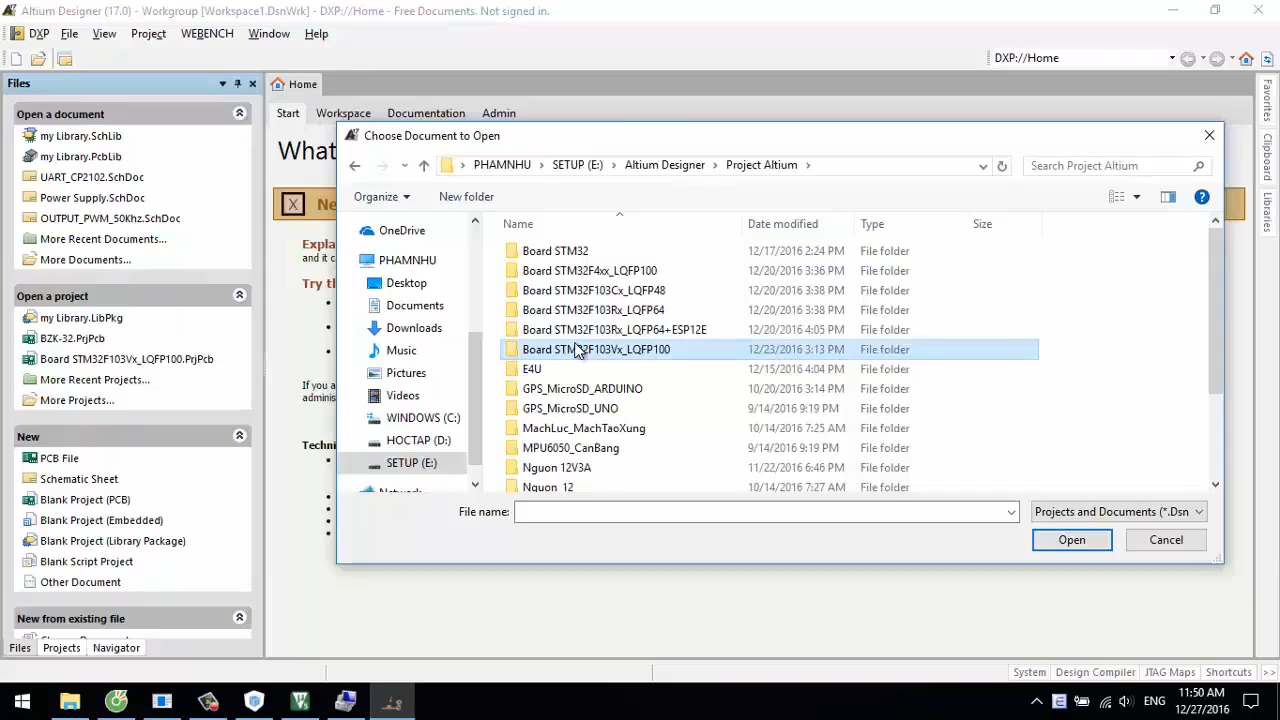 Altium Designer (17.0) - Workgroup [Workspace1.DsnWrk] - DXP://Home - Free Documents. Not signed in.
DXP File View Project WEBENCH Window Help
DXP://Home
Files
Home
Open a document
my Library.SchLib
my Library.PcbLib
UART_CP2102.SchDoc
Power Supply.SchDoc
OUTPUT_PWM_50Khz.SchDoc
More Recent Documents...
More Documents...
Open a project
my Library.LibPkg
BZK-32.PrjPcb
Board STM32F103Vx_LQFP100.PrjPcb
More Recent Projects...
More Projects...
New
PCB File
Schematic Sheet
Blank Project (PCB)
Blank Project (Embedded)
Blank Project (Library Package)
Blank Script Project
Other Document
New from existing file
Files Projects Navigator
Start Workspace Documentation Admin
What
X Ne
Expla
and it c
Try th
If you a
adminis
Techni
Choose Document to Open
PHAMNHU > SETUP (E:) > Altium Designer > Project Altium >
Search Project Altium
Organize New folder
OneDrive
PHAMNHU
Desktop
Documents
Downloads
Music
Pictures
Videos
WINDOWS (C:)
HOCTAP (D:)
SETUP (E:)
Network
Name Date modified Type Size
Board STM32 12/17/2016 2:24 PM File folder
Board STM32F4xx_LQFP100 12/20/2016 3:36 PM File folder
Board STM32F103Cx_LQFP48 12/20/2016 3:38 PM File folder
Board STM32F103Rx_LQFP64 12/20/2016 3:38 PM File folder
Board STM32F103Rx_LQFP64+ESP12E 12/20/2016 4:05 PM File folder
Board STM32F103Vx_LQFP100 12/23/2016 3:13 PM File folder
E4U 12/15/2016 4:04 PM File folder
GPS_MicroSD_ARDUINO 10/20/2016 3:14 PM File folder
GPS_MicroSD_UNO 9/14/2016 9:19 PM File folder
MachLuc_MachTaoXung 10/14/2016 7:25 AM File folder
MPU6050_CanBang 9/14/2016 9:19 PM File folder
Nguon 12V3A 11/22/2016 6:46 PM File folder
Nguon 12 10/14/2016 7:27 AM File folder
File name: Projects and Documents (*.Dsn
Open Cancel
Favorites
Clipboard
Libraries
System Design Compiler JTAG Maps Shortcuts >>
ENG
11:50 AM
12/27/2016